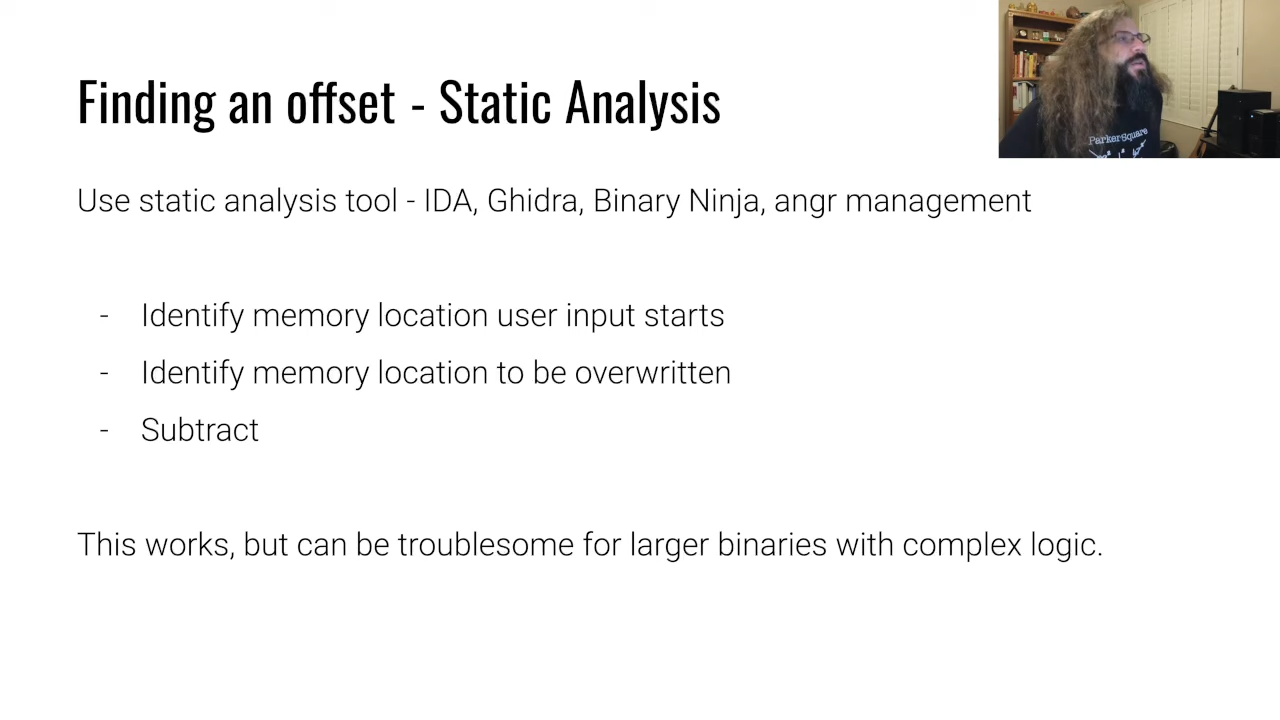 Finding an offset - Static Analysis
ParkerSquare
Use static analysis tool - IDA, Ghidra, Binary Ninja, angr management
- Identify memory location user input starts
- Identify memory location to be overwritten
- Subtract
This works, but can be troublesome for larger binaries with complex logic.